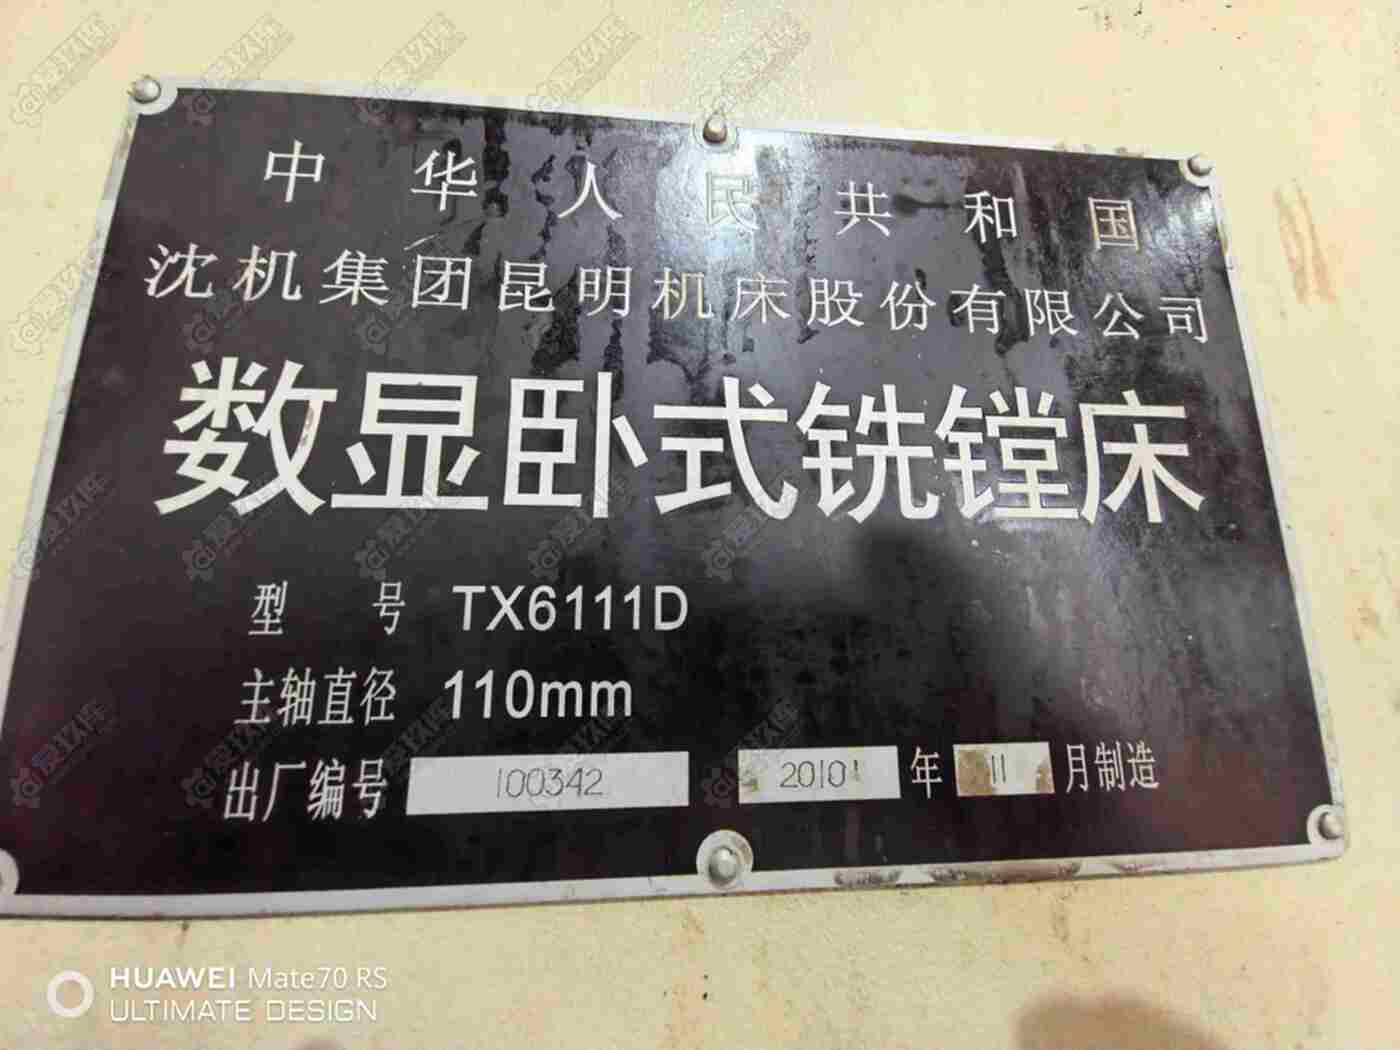 中华人民共和国
沈机集团昆明机床股份有限公司
数显卧式铣镗床
型号 TX6111D
主轴直径 110mm
出厂编号 100342 2010 年 11 月制造
HUAWEI Mate70 RS
ULTIMATE DESIGN